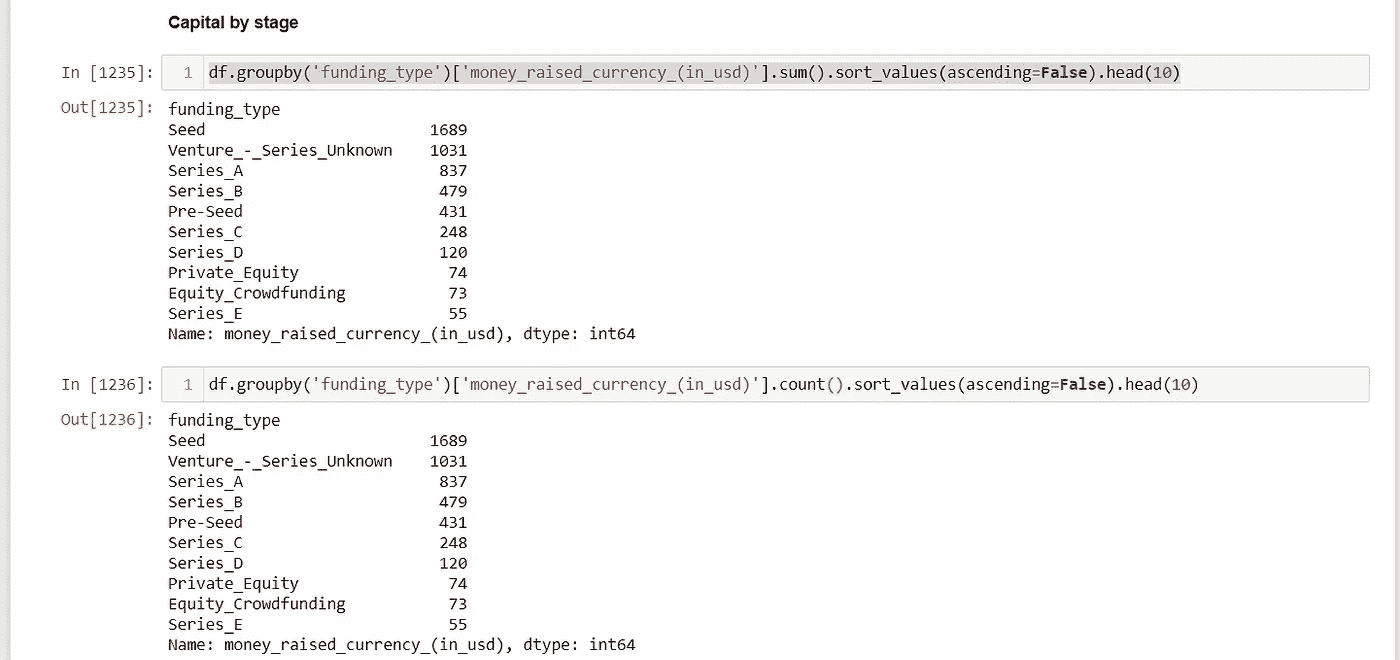 Capital by stage
In [1235]: 1 df.groupby('funding_type')['money_raised_currency_(in_usd)'].sum().sort_values(ascending=False).head(10)
Out[1235]: funding_type
Seed 1689
Venture_-_Series_Unknown 1031
Series_A 837
Series_B 479
Pre-Seed 431
Series_C 248
Series_D 120
Private_Equity 74
Equity_Crowdfunding 73
Series_E 55
Name: money_raised_currency_(in_usd), dtype: int64
In [1236]: 1 df.groupby('funding_type')['money_raised_currency_(in_usd)'].count().sort_values(ascending=False).head(10)
Out[1236]: funding_type
Seed 1689
Venture_-_Series_Unknown 1031
Series_A 837
Series_B 479
Pre-Seed 431
Series_C 248
Series_D 120
Private_Equity 74
Equity_Crowdfunding 73
Series_E 55
Name: money_raised_currency_(in_usd), dtype: int64